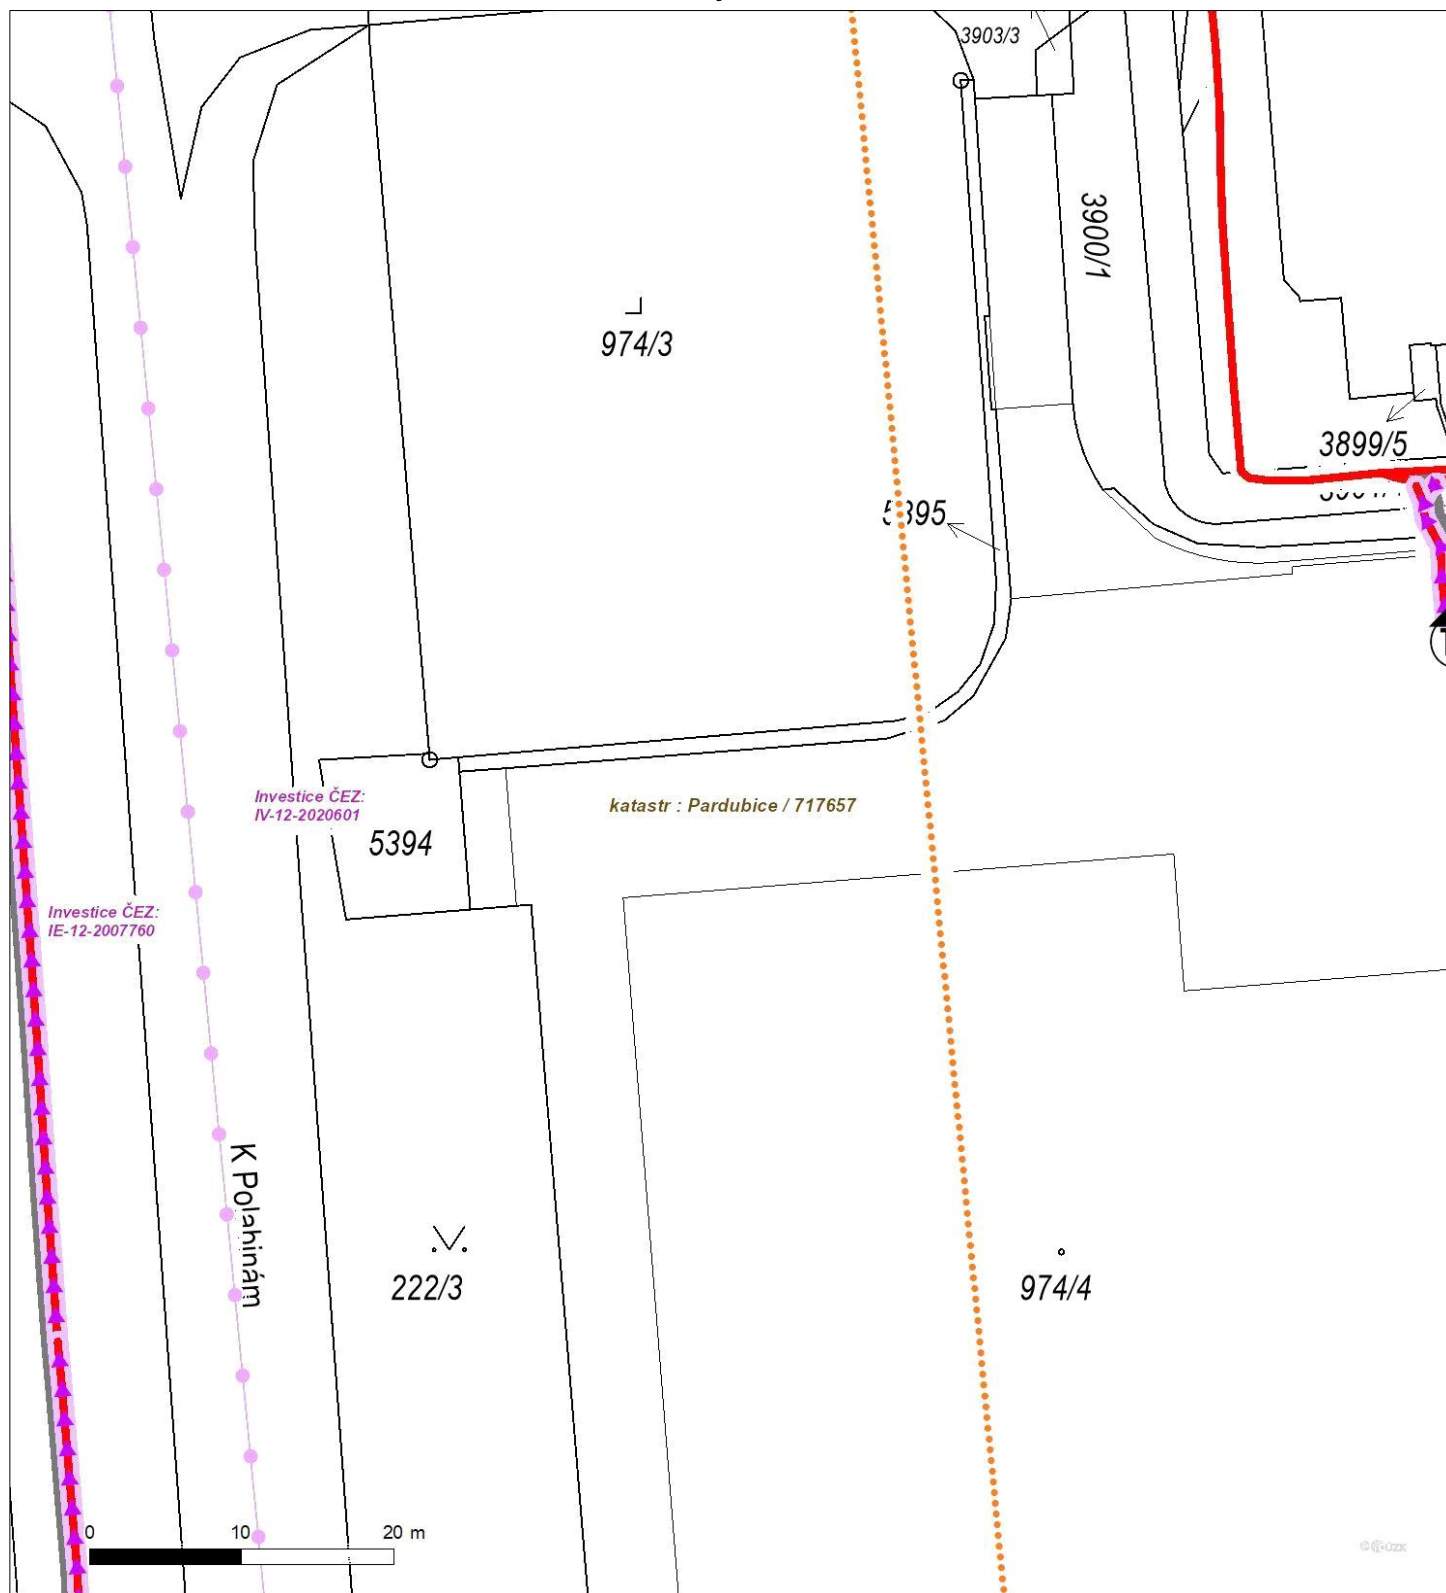 3903/3
3900/1
974/3
3899/5
5395
Investice ČEZ:
IV-12-2020601
katastr : Pardubice / 717657
5394
Investice ČEZ:
IE-12-2007760
K Polabinám
222/3
974/4
0 10 20 m
© ČÚZK